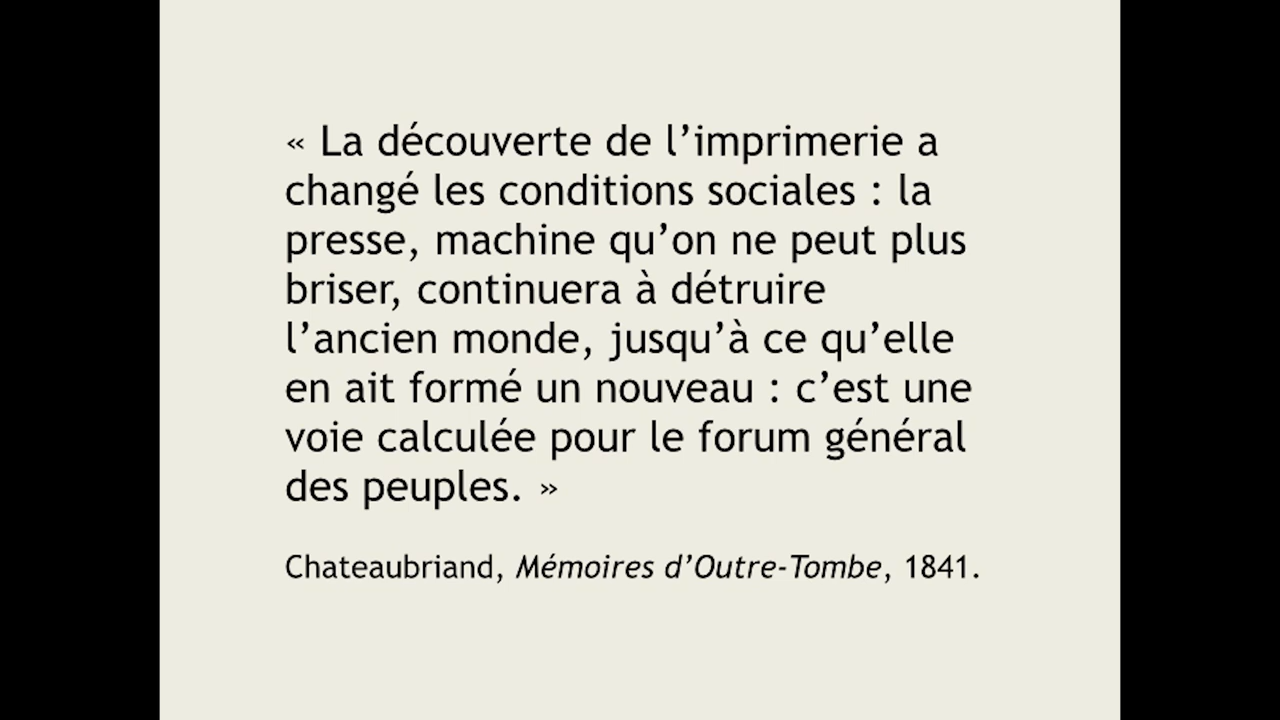 « La découverte de l’imprimerie a
changé les conditions sociales : la
presse, machine qu’on ne peut plus
briser, continuera à détruire
l’ancien monde, jusqu’à ce qu’elle
en ait formé un nouveau : c’est une
voie calculée pour le forum général
des peuples. »
Chateaubriand, Mémoires d’Outre-Tombe, 1841.